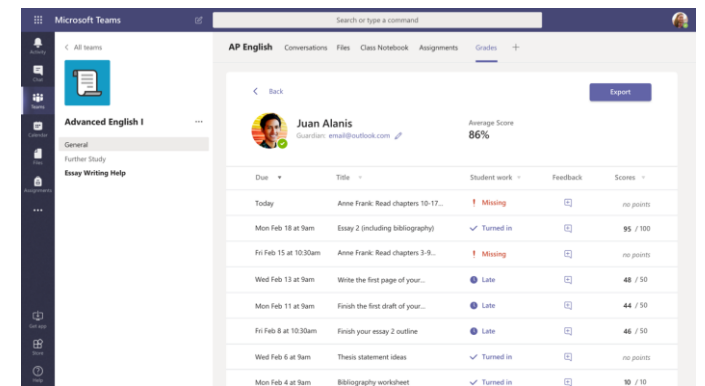 Microsoft Teams
Search or type a command
Activity
Chat
Teams
Calendar
Files
Assignments
Get app
Store
Help
All teams
Advanced English I
General
Further Study
Essay Writing Help
AP English Conversations Files Class Notebook Assignments Grades
Back
Export
Juan Alanis
Guardian: email@outlook.com
Average Score
86%
Due Title Student work Feedback Scores
Today Anne Frank: Read chapters 10-17... Missing no points
Mon Feb 18 at 9am Essay 2 (including bibliography) Turned in 95 / 100
Fri Feb 15 at 10:30am Anne Frank: Read chapters 3-9... Missing no points
Wed Feb 13 at 9am Write the first page of your... Late 48 / 50
Mon Feb 11 at 9am Finish the first draft of your... Late 44 / 50
Fri Feb 8 at 10:30am Finish your essay 2 outline Late 46 / 50
Wed Feb 6 at 9am Thesis statement ideas Turned in no points
Mon Feb 4 at 9am Bibliography worksheet Turned in 10 / 10